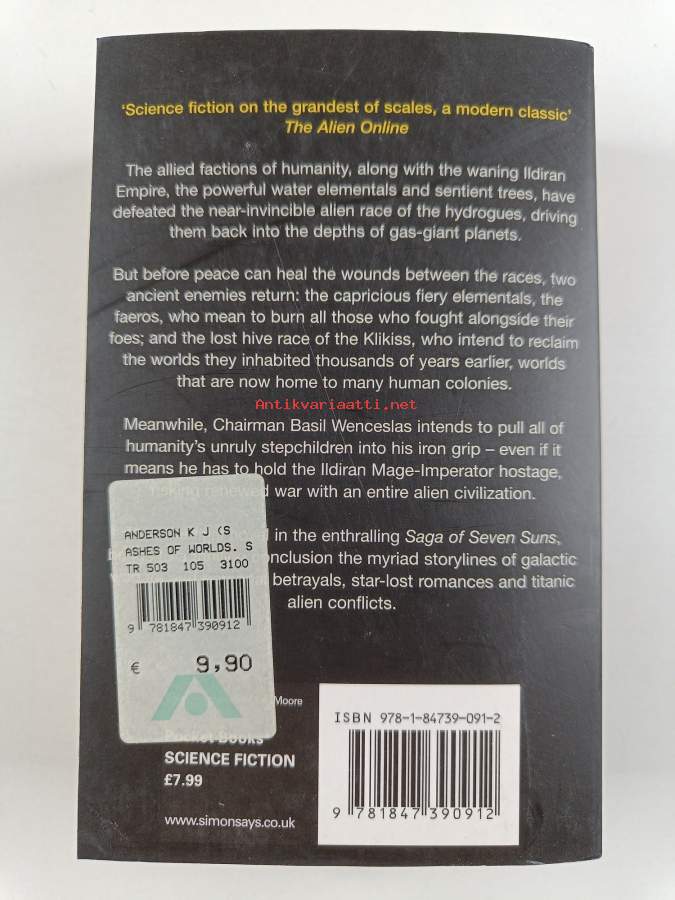 ‘Science fiction on the grandest of scales, a modern classic’
The Alien Online
The allied factions of humanity, along with the waning Ildiran
Empire, the powerful water elementals and sentient trees, have
defeated the near-invincible alien race of the hydrogues, driving
them back into the depths of gas-giant planets.
But before peace can heal the wounds between the races, two
ancient enemies return: the capricious fiery elementals, the
faeros, who mean to burn all those who fought alongside their
foes; and the lost hive race of the Klikiss, who intend to reclaim
the worlds they inhabited thousands of years earlier, worlds
that are now home to many human colonies.
Antikvariaatti.net
Meanwhile, Chairman Basil Wenceslas intends to pull all of
humanity’s unruly stepchildren into his iron grip – even if it
means he has to hold the Ildiran Mage-Imperator hostage,
renewed war with an entire alien civilization.
in the enthralling Saga of Seven Suns,
the myriad storylines of galactic
betrayals, star-lost romances and titanic
alien conflicts.
ANDERSON K J (S
ASHES OF WORLDS. S
TR 503 105 3100
9 781847 390912
€ 9,90
Moore
Pocket Books
SCIENCE FICTION
£7.99
www.simonsays.co.uk
ISBN 978-1-84739-091-2
9 781847 390912